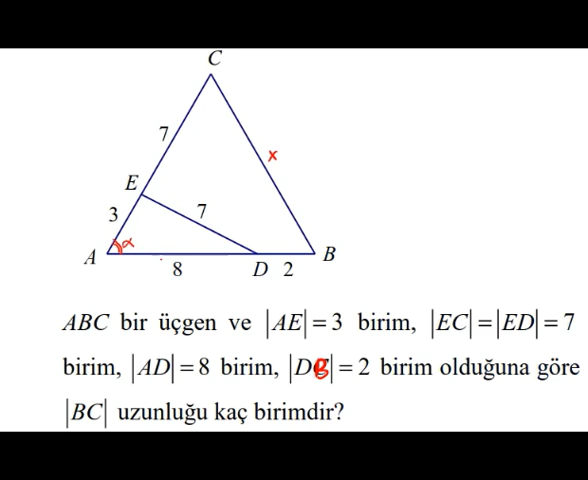 C
7
x
E
7
3
α
A
B
8
D
2
ABC bir üçgen ve |AE|=3 birim, |EC|=|ED|=7
birim, |AD|=8 birim, |DB|=2 birim olduğuna göre
|BC| uzunluğu kaç birimdir?